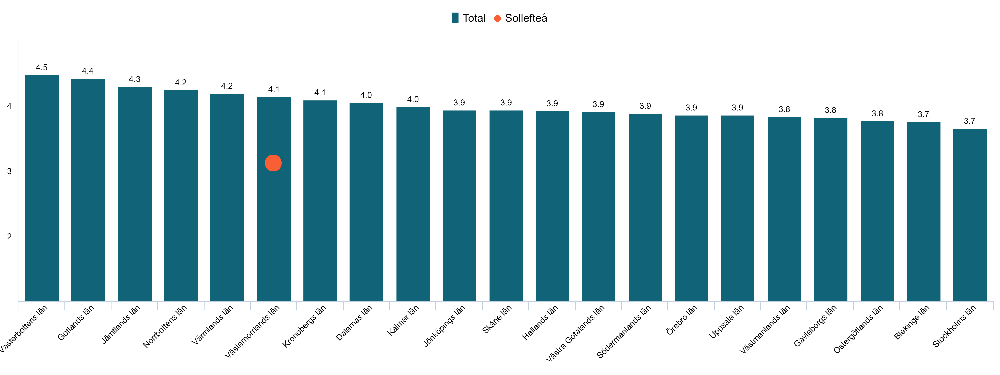 Total Sollefteå
4.5 4.4 4.3 4.2 4.2 4.1 4.1 4.0 4.0 3.9 3.9 3.9 3.9 3.9 3.9 3.9 3.8 3.8 3.8 3.7 3.7
4
3
2
Västerbottens län
Gotlands län
Jämtlands län
Norrbottens län
Värmlands län
Västernorrlands län
Kronobergs län
Dalarnas län
Kalmar län
Jönköpings län
Skåne län
Hallands län
Västra Götalands län
Södermanlands län
Örebro län
Uppsala län
Västmanlands län
Gävleborgs län
Östergötlands län
Blekinge län
Stockholms län